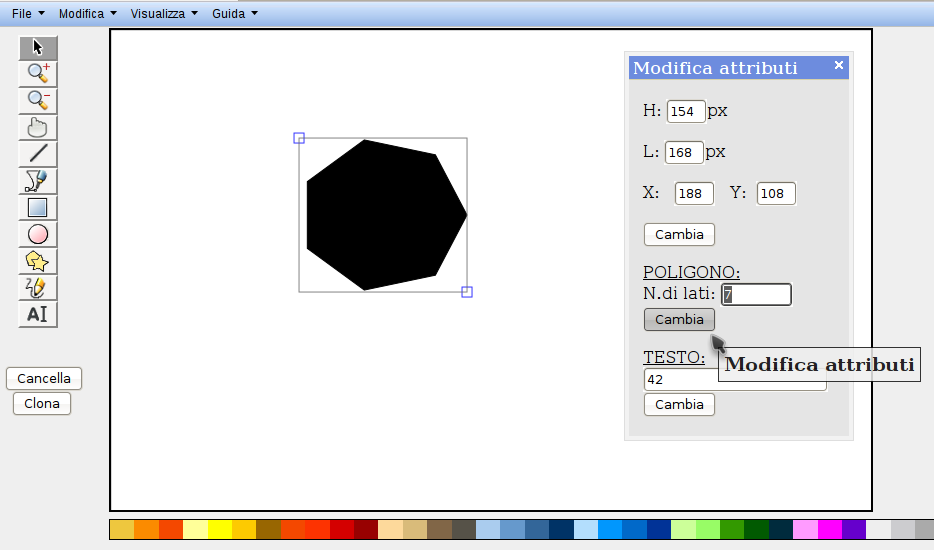 File Modifica Visualizza Guida
Modifica attributi ×
H: 154 px
L: 168 px
X: 188 Y: 108
Cambia
POLIGONO:
N.di lati: 7
Cambia
Modifica attributi
TESTO:
42
Cambia
AI
Cancella
Clona